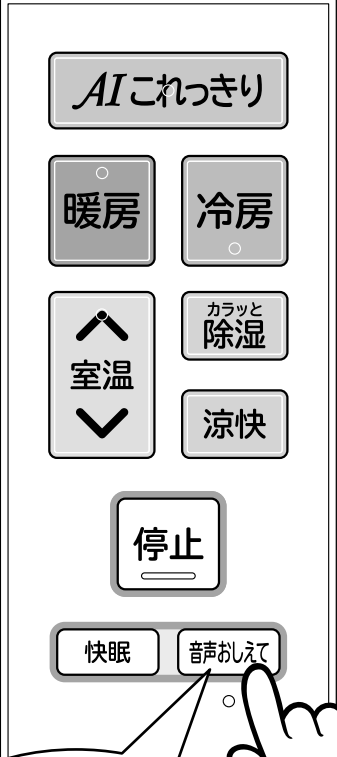 AIこれっきり
暖房
冷房
室温
カラッと
除湿
涼快
停止
快眠
音声おしえて